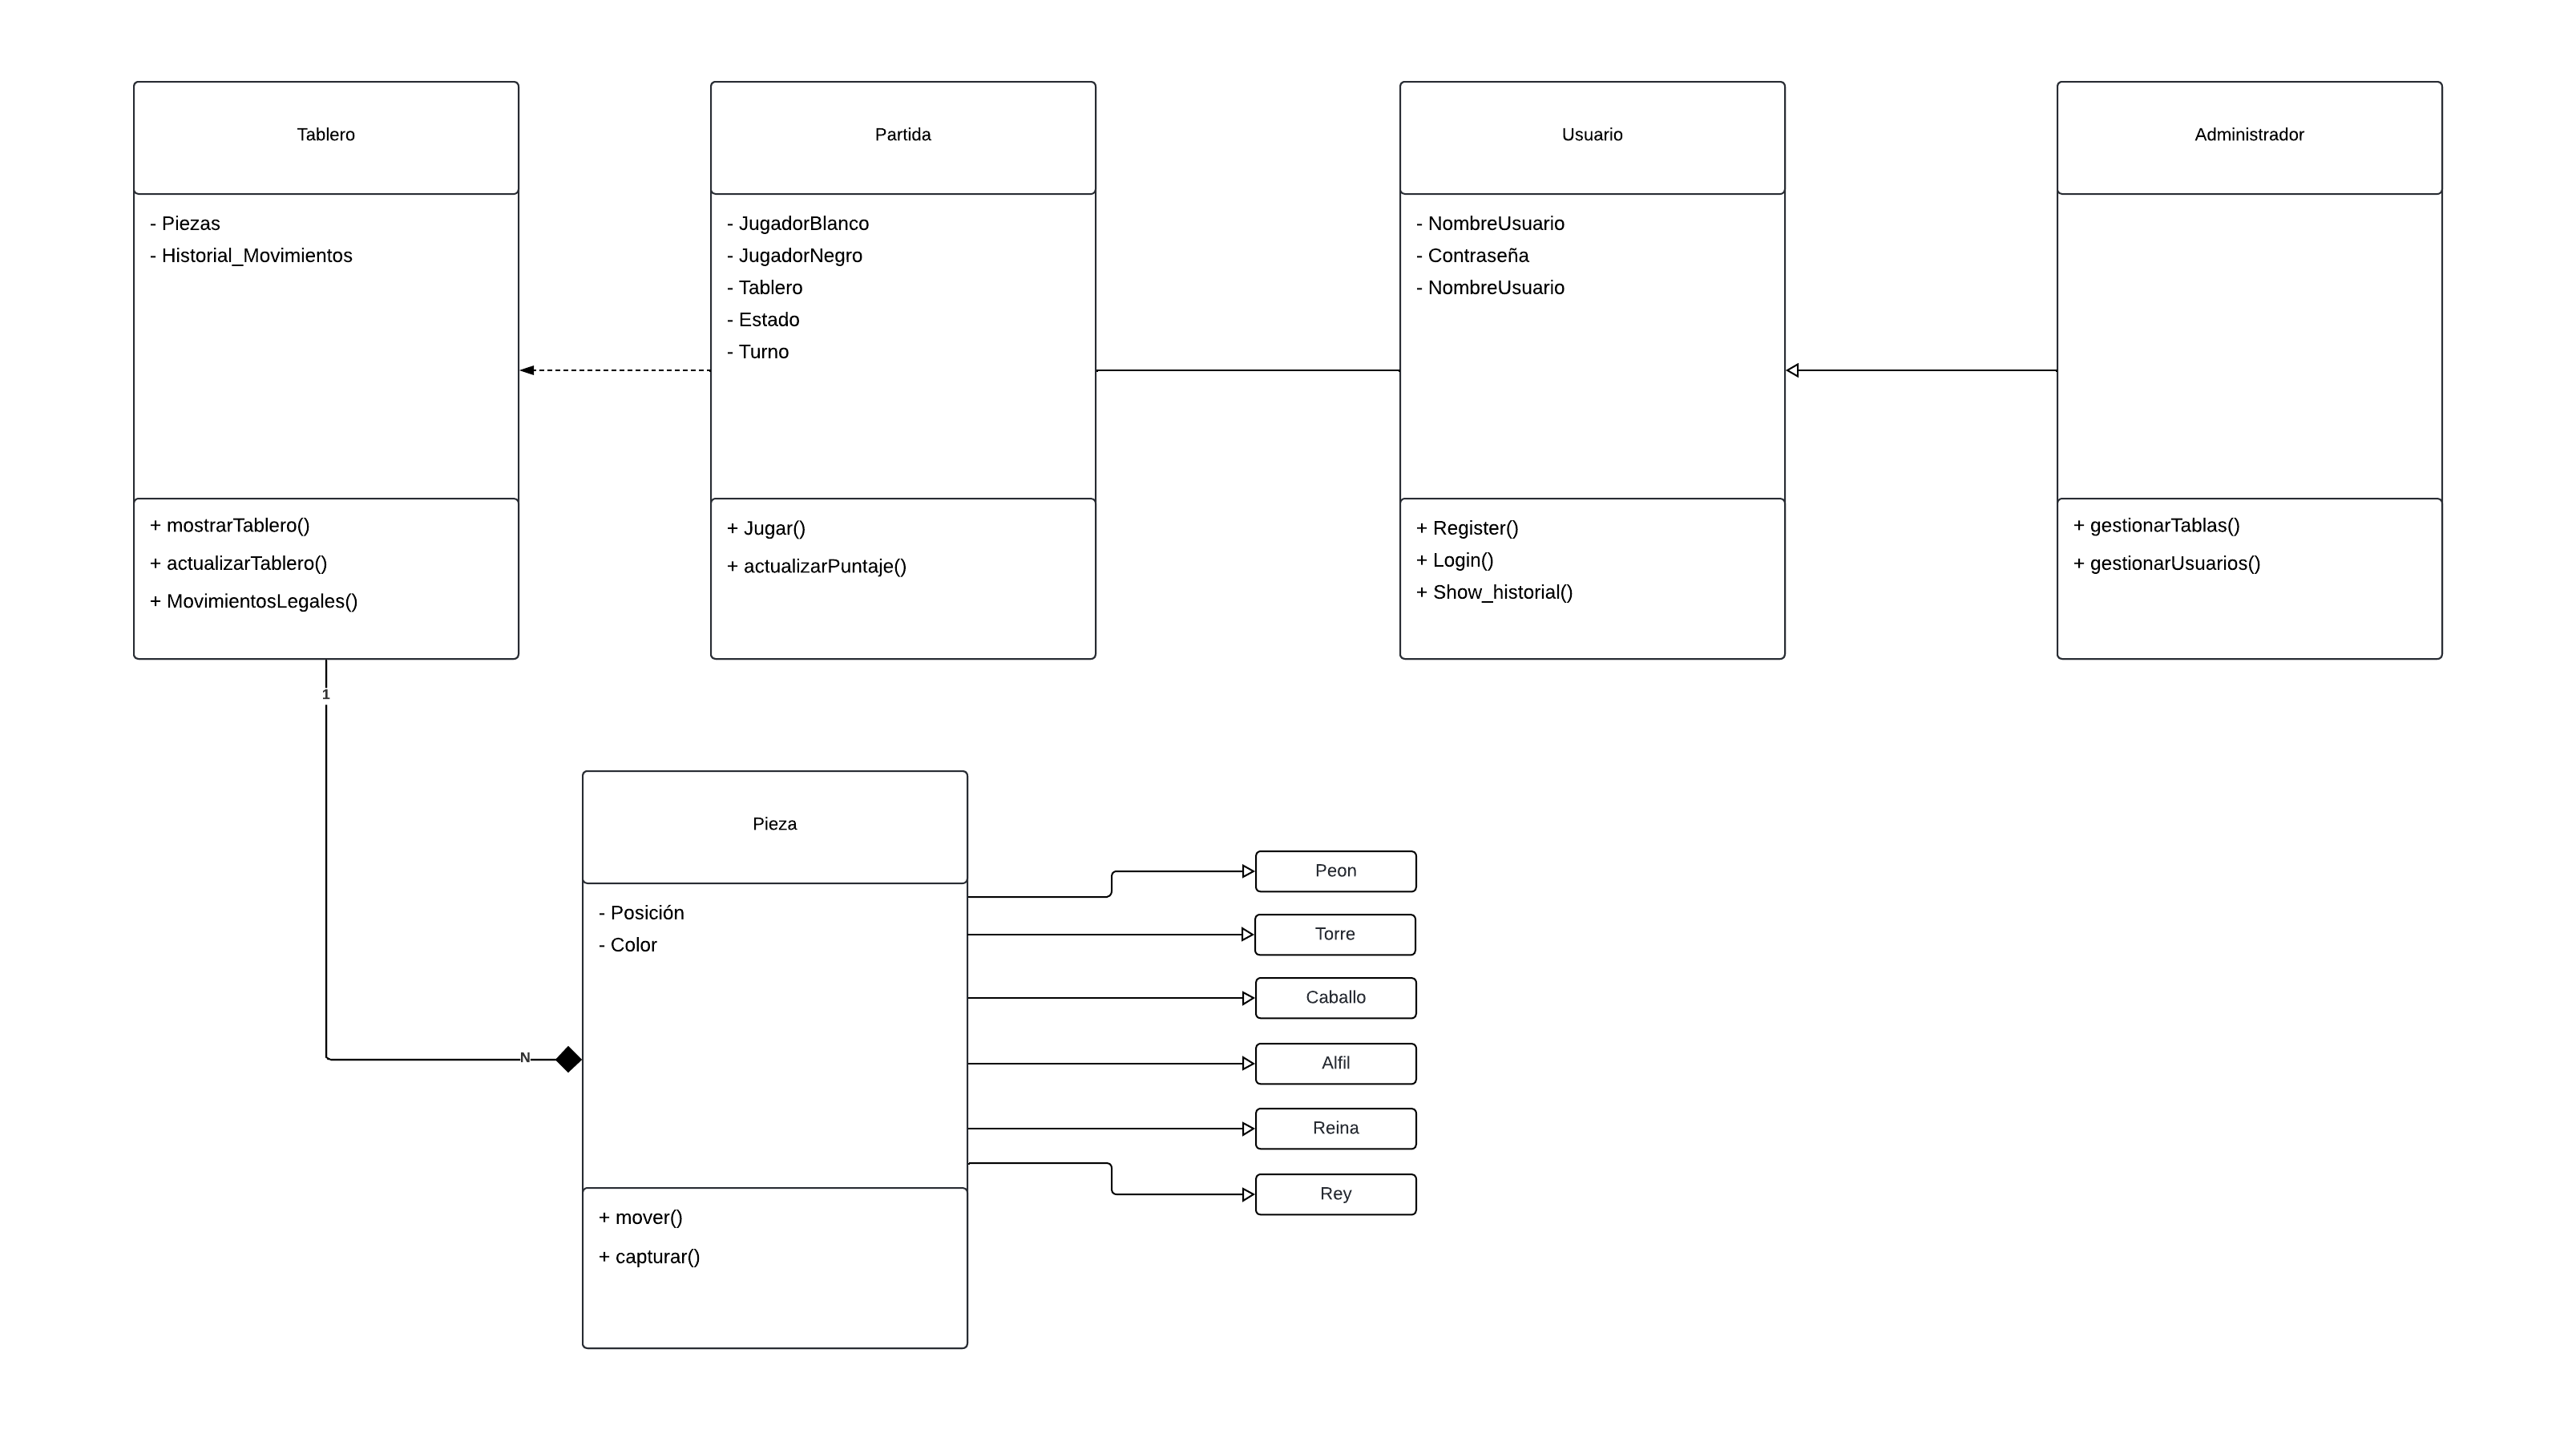 Tablero
- Piezas
- Historial_Movimientos
+ mostrarTablero()
+ actualizarTablero()
+ MovimientosLegales()
Partida
- JugadorBlanco
- JugadorNegro
- Tablero
- Estado
- Turno
+ Jugar()
+ actualizarPuntaje()
Usuario
- NombreUsuario
- Contraseña
- NombreUsuario
+ Register()
+ Login()
+ Show_historial()
Administrador
+ gestionarTablas()
+ gestionarUsuarios()
1
N
Pieza
- Posición
- Color
+ mover()
+ capturar()
Peon
Torre
Caballo
Alfil
Reina
Rey